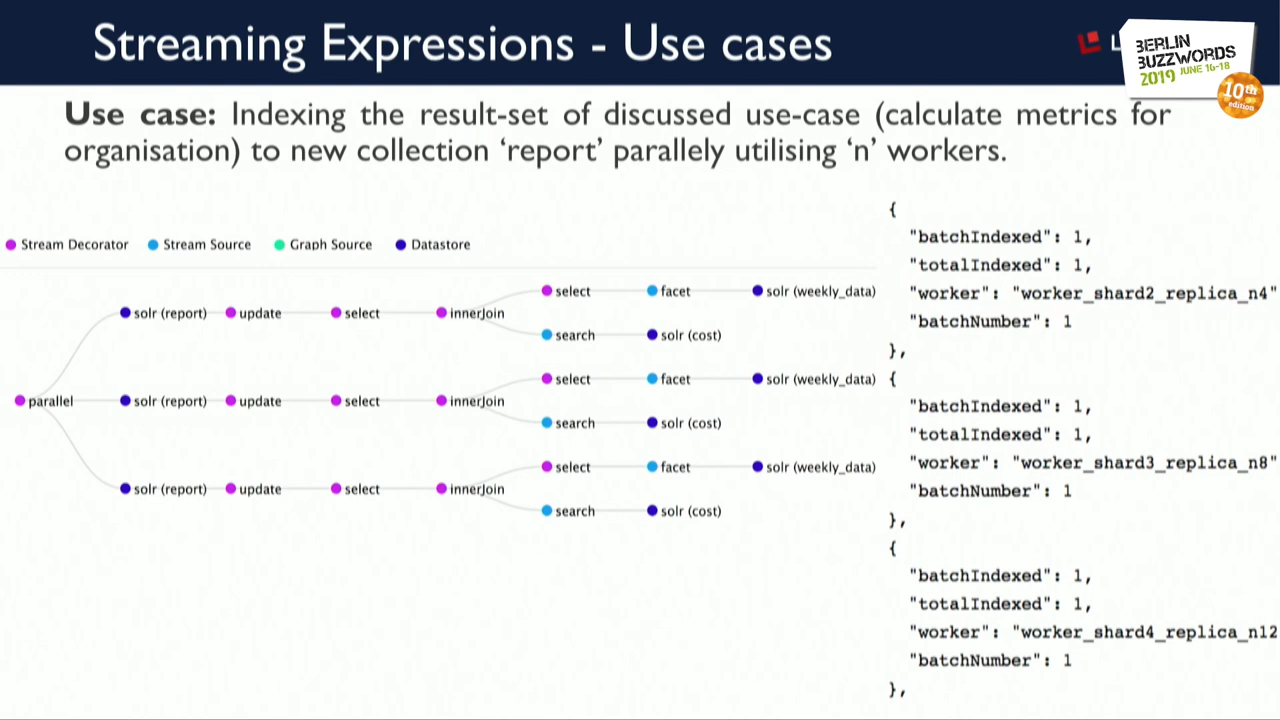 Streaming Expressions - Use cases
BERLIN
BUZZWORDS
2019 JUNE 16-18
10th
edition
Use case: Indexing the result-set of discussed use-case (calculate metrics for
organisation) to new collection ‘report’ parallely utilising ‘n’ workers.
Stream Decorator Stream Source Graph Source Datastore
select facet solr (weekly_data)
solr (report) update select innerJoin
search solr (cost)
select facet solr (weekly_data)
parallel solr (report) update select innerJoin
search solr (cost)
select facet solr (weekly_data)
solr (report) update select innerJoin
search solr (cost)
{
"batchIndexed": 1,
"totalIndexed": 1,
"worker": "worker_shard2_replica_n4"
"batchNumber": 1
},
{
"batchIndexed": 1,
"totalIndexed": 1,
"worker": "worker_shard3_replica_n8"
"batchNumber": 1
},
{
"batchIndexed": 1,
"totalIndexed": 1,
"worker": "worker_shard4_replica_n12
"batchNumber": 1
},